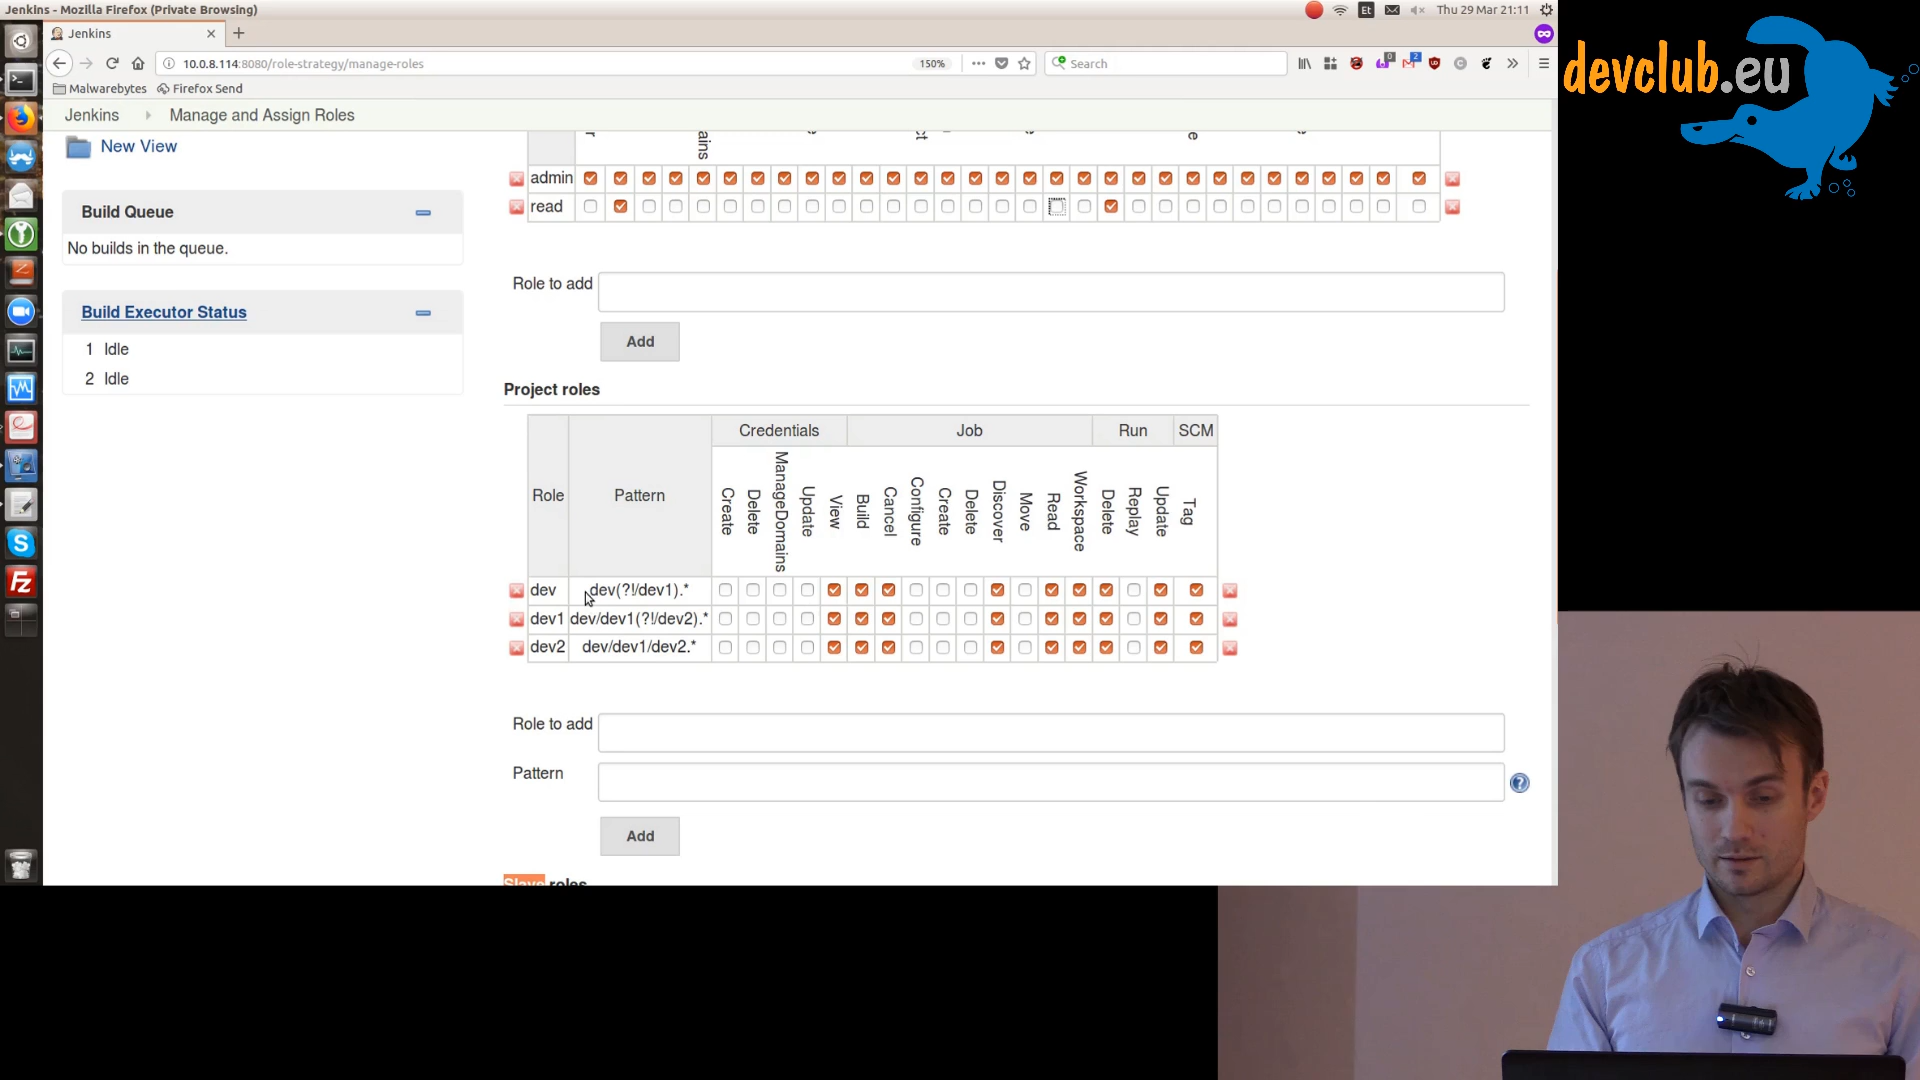 Jenkins - Mozilla Firefox (Private Browsing)
Et
Thu 29 Mar 21:11
Jenkins
10.0.8.114:8080/role-strategy/manage-roles
150%
Search
Malwarebytes
Firefox Send
Jenkins
Manage and Assign Roles
New View
Build Queue
No builds in the queue.
Build Executor Status
1 Idle
2 Idle
ains
admin
read
Role to add
Add
Project roles
Role
Pattern
Credentials
Job
Run
SCM
Create
Delete
ManageDomains
Update
View
Build
Cancel
Configure
Create
Delete
Discover
Move
Read
Workspace
Delete
Replay
Update
Tag
dev
dev(?!/dev1).*
dev1
dev/dev1(?!/dev2).*
dev2
dev/dev1/dev2.*
Role to add
Pattern
Add
Slave roles
devclub.eu